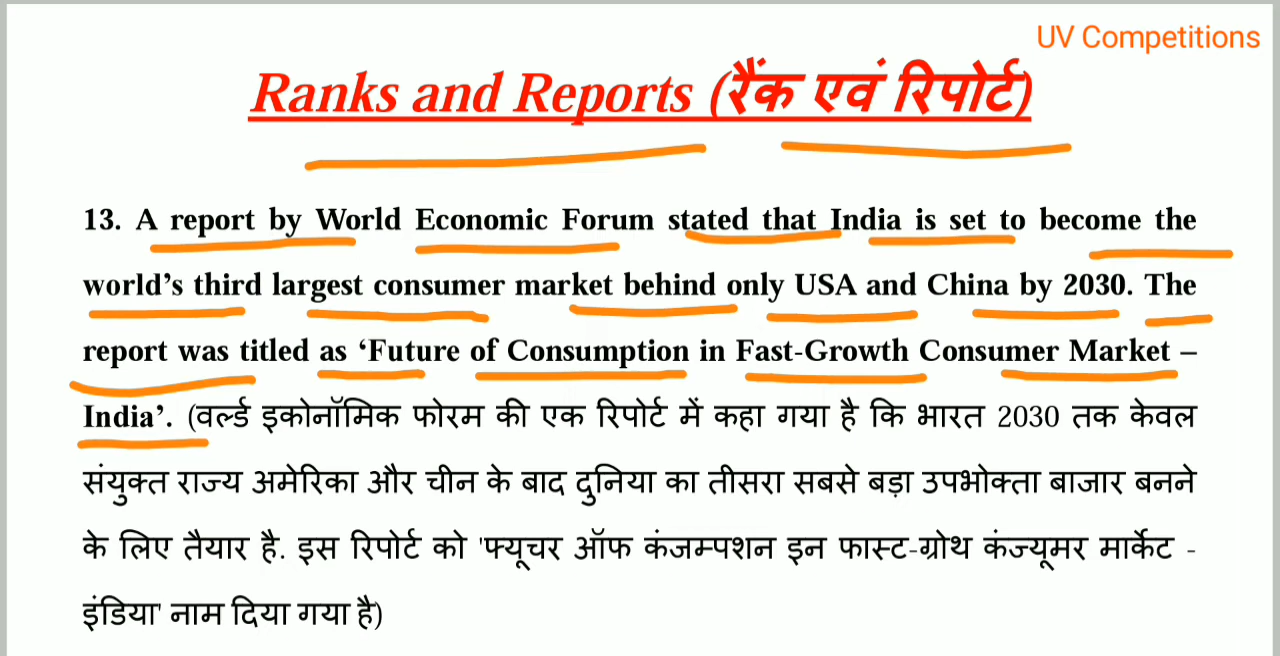 UV Competitions
Ranks and Reports (रैंक एवं रिपोर्ट)
13. A report by World Economic Forum stated that India is set to become the
world’s third largest consumer market behind only USA and China by 2030. The
report was titled as ‘Future of Consumption in Fast-Growth Consumer Market –
India’. (वर्ल्ड इकोनॉमिक फोरम की एक रिपोर्ट में कहा गया है कि भारत 2030 तक केवल
संयुक्त राज्य अमेरिका और चीन के बाद दुनिया का तीसरा सबसे बड़ा उपभोक्ता बाजार बनने
के लिए तैयार है. इस रिपोर्ट को 'फ्यूचर ऑफ कंजम्पशन इन फास्ट-ग्रोथ कंज्यूमर मार्केट -
इंडिया' नाम दिया गया है)